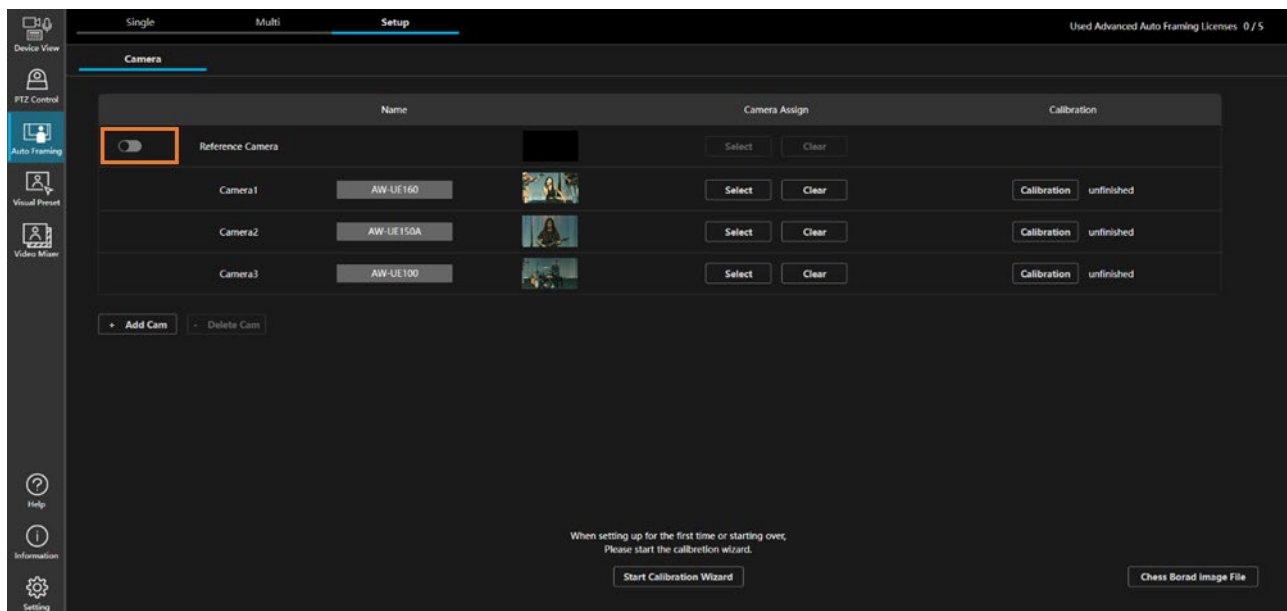 Single Multi Setup Used Advanced Auto Framing Licenses 0 / 5
Device View
Camera
PTZ Control
Name Camera Assign Calibration
Auto Framing
Reference Camera Select Clear
Visual Preset
Camera1 AW-UE160 Select Clear Calibration unfinished
Video Mixer
Camera2 AW-UE150A Select Clear Calibration unfinished
Camera3 AW-UE100 Select Clear Calibration unfinished
+ Add Cam - Delete Cam
Help
When setting up for the first time or starting over,
Please start the calibretion wizard.
Information
Start Calibration Wizard Chess Borad image File
Setting